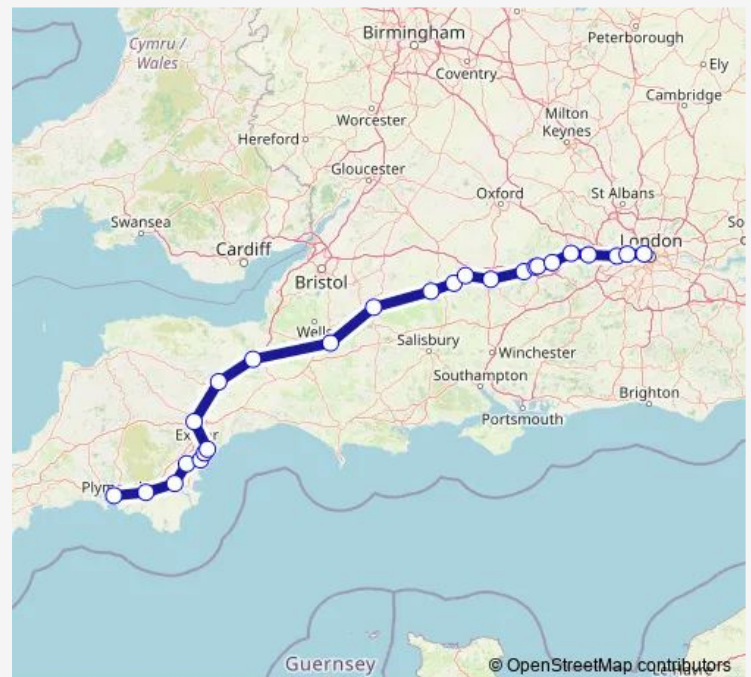 Birmingham
Peterborough
Cymru /
Wales
Coventry
Ely
Cambridge
Worcester
Milton
Keynes
Hereford
Gloucester
Oxford
St Albans
Swansea
So
London
Cardiff
Bristol
Wells
Salisbury
Winchester
Southampton
Brighton
Portsmouth
Guernsey
© OpenStreetMap contributors